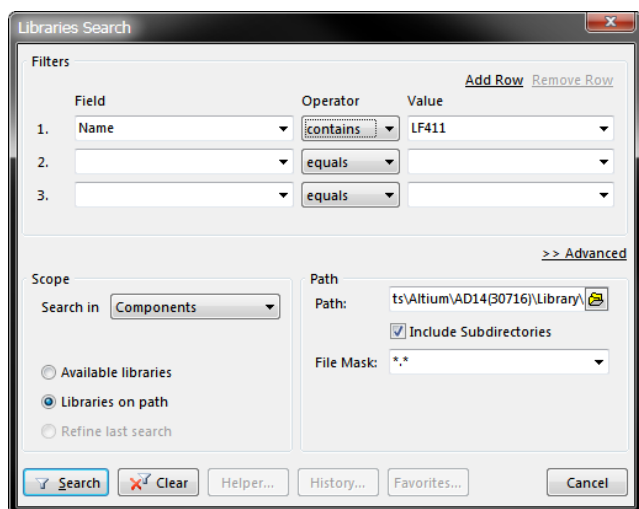 Libraries Search
Filters
Add Row Remove Row
Field Operator Value
1. Name contains LF411
2. equals
3. equals
>> Advanced
Scope
Search in Components
Available libraries
Libraries on path
Refine last search
Path
Path: ts\Altium\AD14(30716)\Library\
Include Subdirectories
File Mask: *.*
Search Clear Helper... History... Favorites... Cancel